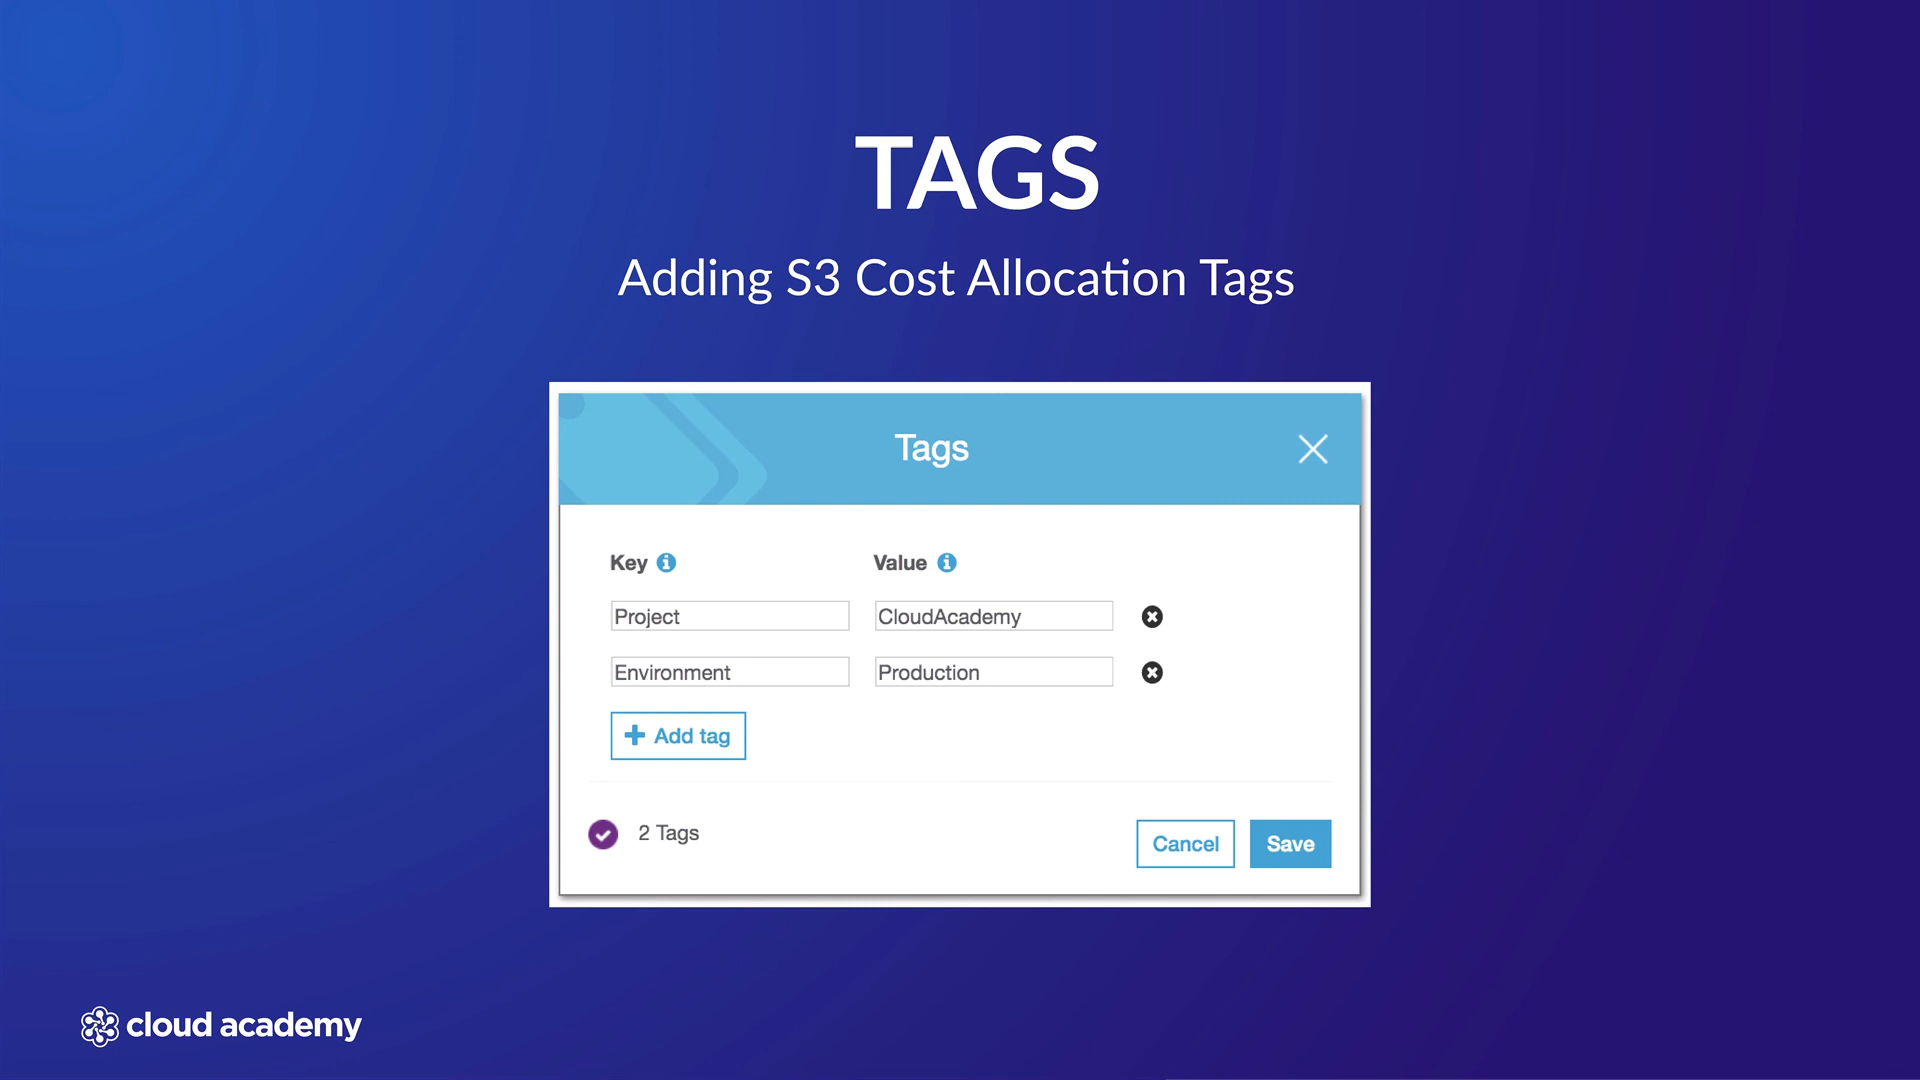 TAGS
Adding S3 Cost Allocation Tags
Tags
Key Value
Project CloudAcademy
Environment Production
Add tag
2 Tags
Cancel Save
cloud academy